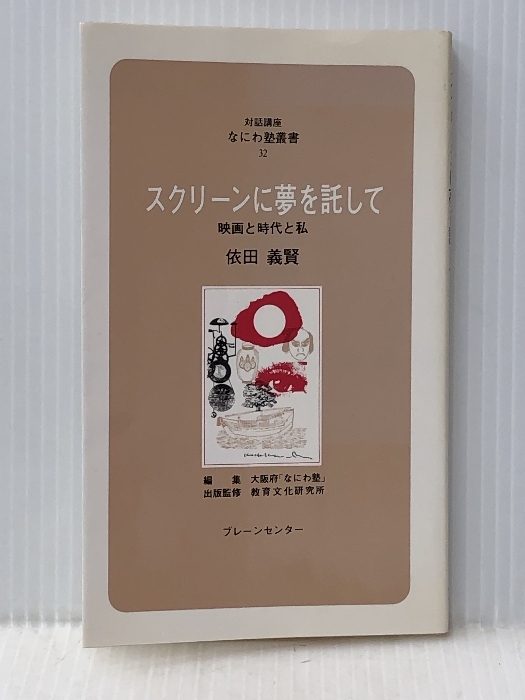 対話講座
なにわ塾叢書
32
スクリーンに夢を託して
映画と時代と私
依田 義賢
編 集 大阪府「なにわ塾」
出版監修 教育文化研究所
ブレーンセンター